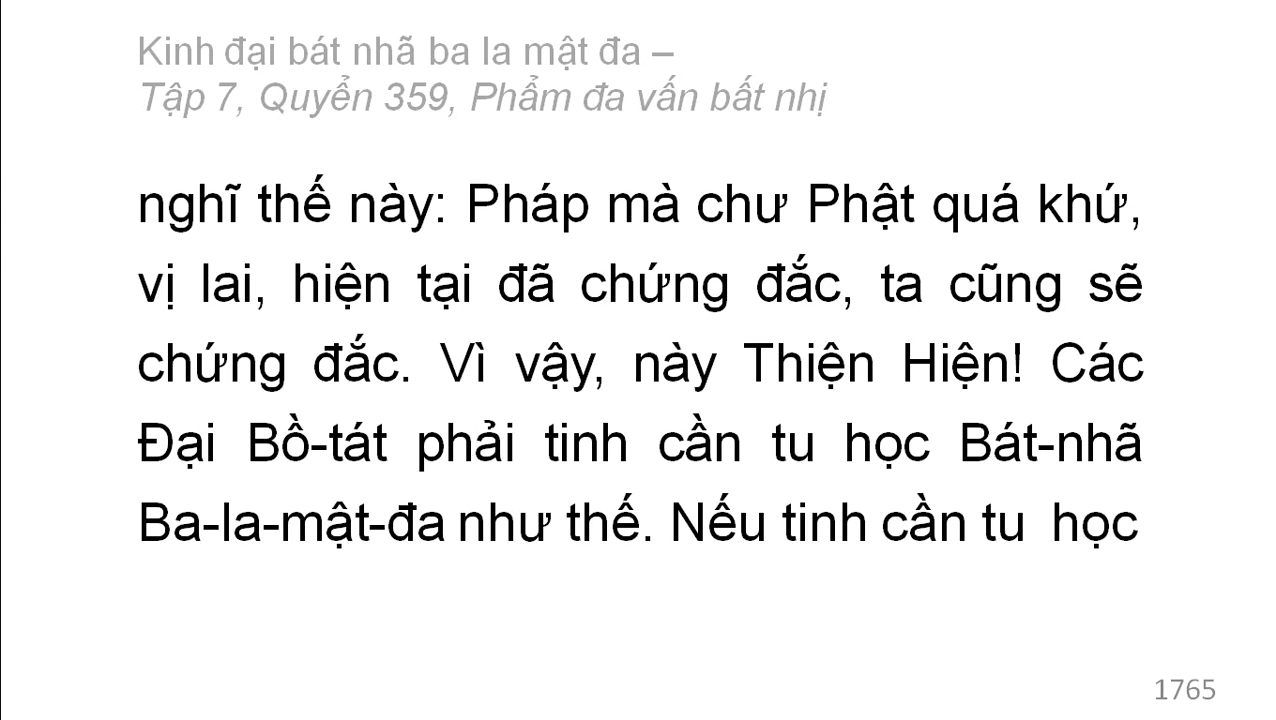 Kinh đại bát nhã ba la mật đa –
Tập 7, Quyển 359, Phẩm đa vấn bất nhị
nghĩ thế này: Pháp mà chư Phật quá khứ,
vị lai, hiện tại đã chứng đắc, ta cũng sẽ
chứng đắc. Vì vậy, này Thiện Hiện! Các
Đại Bồ-tát phải tinh cần tu học Bát-nhã
Ba-la-mật-đa như thế. Nếu tinh cần tu học
1765